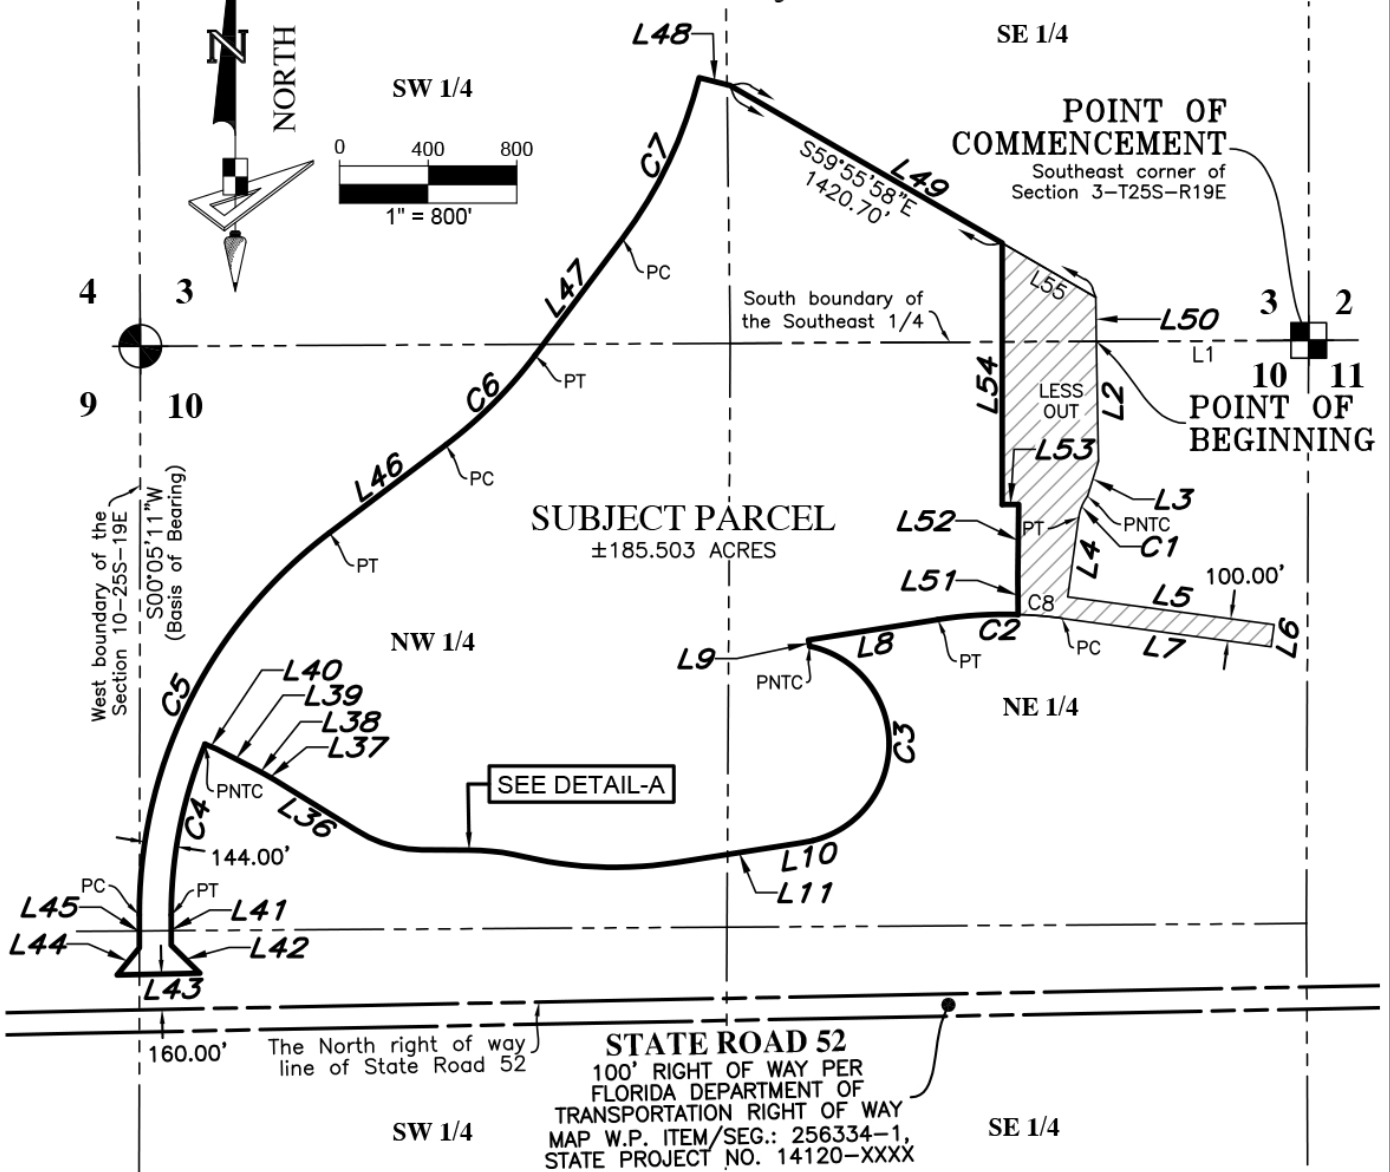 N
NORTH
SW 1/4
SE 1/4
0 400 800
1" = 800'
L48
C7
S59°55'58"E
1420.70'
L49
POINT OF
COMMENCEMENT
Southeast corner of
Section 3-T25S-R19E
4
3
9
10
L47
PC
South boundary of
the Southeast 1/4
L55
L50
3
2
10
11
L1
PT
C6
L54
LESS
OUT
L2
POINT OF
BEGINNING
West boundary of the
Section 10-25S-19E
S00°05'11"W
(Basis of Bearing)
L46
PC
L53
SUBJECT PARCEL
±185.503 ACRES
L52
PT
L3
PNTC
C1
PT
L51
L4
100.00'
C8
L5
L6
NW 1/4
L9
L8
C2
PT
PC
L7
PNTC
NE 1/4
C5
L40
L39
L38
L37
PNTC
C3
SEE DETAIL-A
C4
L36
144.00'
L10
L11
PC
PT
L45
L41
L44
L42
L43
160.00'
The North right of way
line of State Road 52
STATE ROAD 52
100' RIGHT OF WAY PER
FLORIDA DEPARTMENT OF
TRANSPORTATION RIGHT OF WAY
MAP W.P. ITEM/SEG.: 256334-1,
STATE PROJECT NO. 14120-XXXX
SW 1/4
SE 1/4